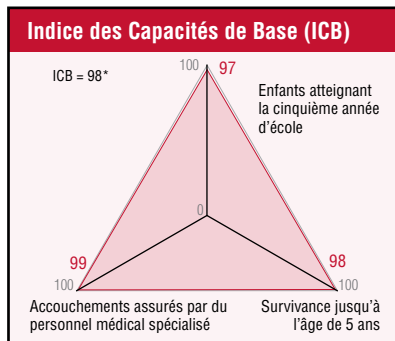 Indice des Capacités de Base (ICB)
ICB = 98*
100
97
Enfants atteignant
la cinquième année
d'école
0
99
100
98
100
Accouchements assurés par du
personnel médical spécialisé
Survivance jusqu'à
l'âge de 5 ans